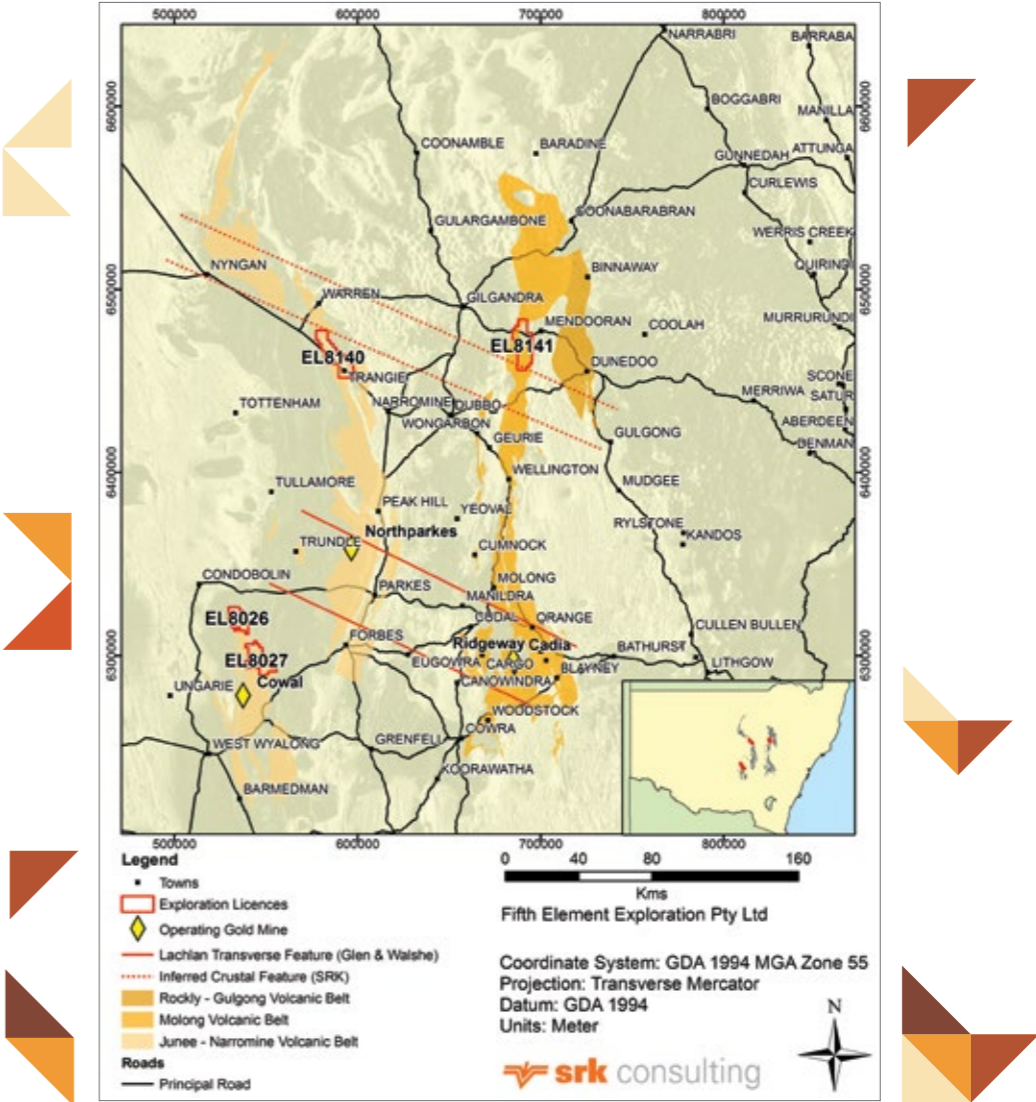 500000 600000 700000 800000
NARRABRI BARRABA
6600000 BOGGABRI MANILLA 6600000
COONAMBLE BARADINE ATTUNGA
GUNNEDAH
CURLEWIS
GULARGAMBONE COONABARABRAN
WERRIS CREEK
NYNGAN BINNAWAY QUIRINDI
6500000 WARREN GILGANDRA 6500000
MENDOORAN COOLAH MURRURUNDI
EL8140 EL8141
TRANGIE DUNEDOO SCONE
MERRIWA SATUR
TOTTENHAM NARROMINE DUBBO ABERDEEN
WONGARBON
GEURIE GULGONG DENMAN
6400000 WELLINGTON 6400000
TULLAMORE MUDGEE
PEAK HILL YEOVAL
Northparkes RYLSTONE
TRUNDLE CUMNOCK KANDOS
CONDOBOLIN MOLONG
PARKES MANILDRA
EL8026 CUDAL ORANGE CULLEN BULLEN
FORBES Ridgeway Cadia BATHURST
6300000 EL8027 EUGOWRA CARGO BLAYNEY LITHGOW 6300000
UNGARIE Cowal CANOWINDRA
WOODSTOCK
WEST WYALONG GRENFELL COWRA
KOORAWATHA
BARMEDMAN
500000 600000 700000 800000
Legend
Towns
Exploration Licences
Operating Gold Mine
Lachlan Transverse Feature (Glen & Walshe)
Inferred Crustal Feature (SRK)
Rockly - Gulgong Volcanic Belt
Molong Volcanic Belt
Junee - Narromine Volcanic Belt
Roads
Principal Road
0 40 80 160
Kms
Fifth Element Exploration Pty Ltd
Coordinate System: GDA 1994 MGA Zone 55
Projection: Transverse Mercator
Datum: GDA 1994
Units: Meter
N
srk consulting